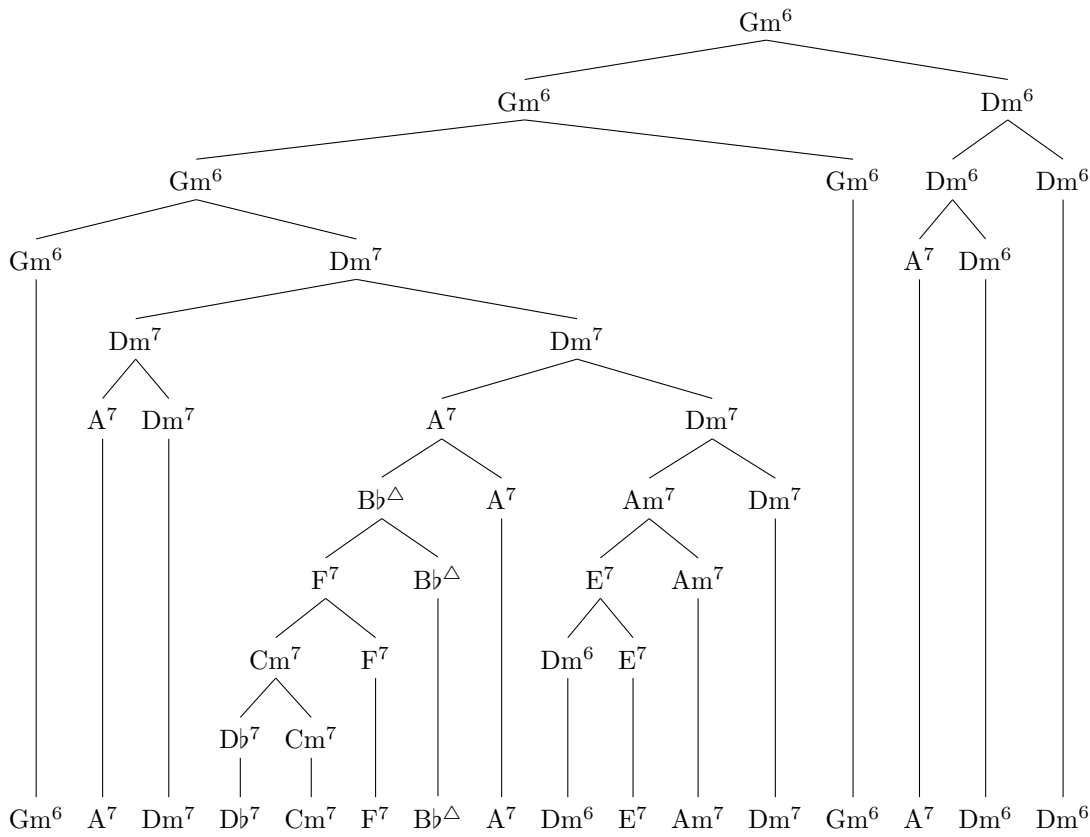 Gm⁶
Gm⁶ Dm⁶
Gm⁶ Gm⁶ Dm⁶ Dm⁶
Gm⁶ Dm⁷ A⁷ Dm⁶
Dm⁷ Dm⁷
A⁷ Dm⁷ A⁷ Dm⁷
B♭△ A⁷ Am⁷ Dm⁷
F⁷ B♭△ E⁷ Am⁷
Cm⁷ F⁷ Dm⁶ E⁷
D♭⁷ Cm⁷
Gm⁶ A⁷ Dm⁷ D♭⁷ Cm⁷ F⁷ B♭△ A⁷ Dm⁶ E⁷ Am⁷ Dm⁷ Gm⁶ A⁷ Dm⁶ Dm⁶